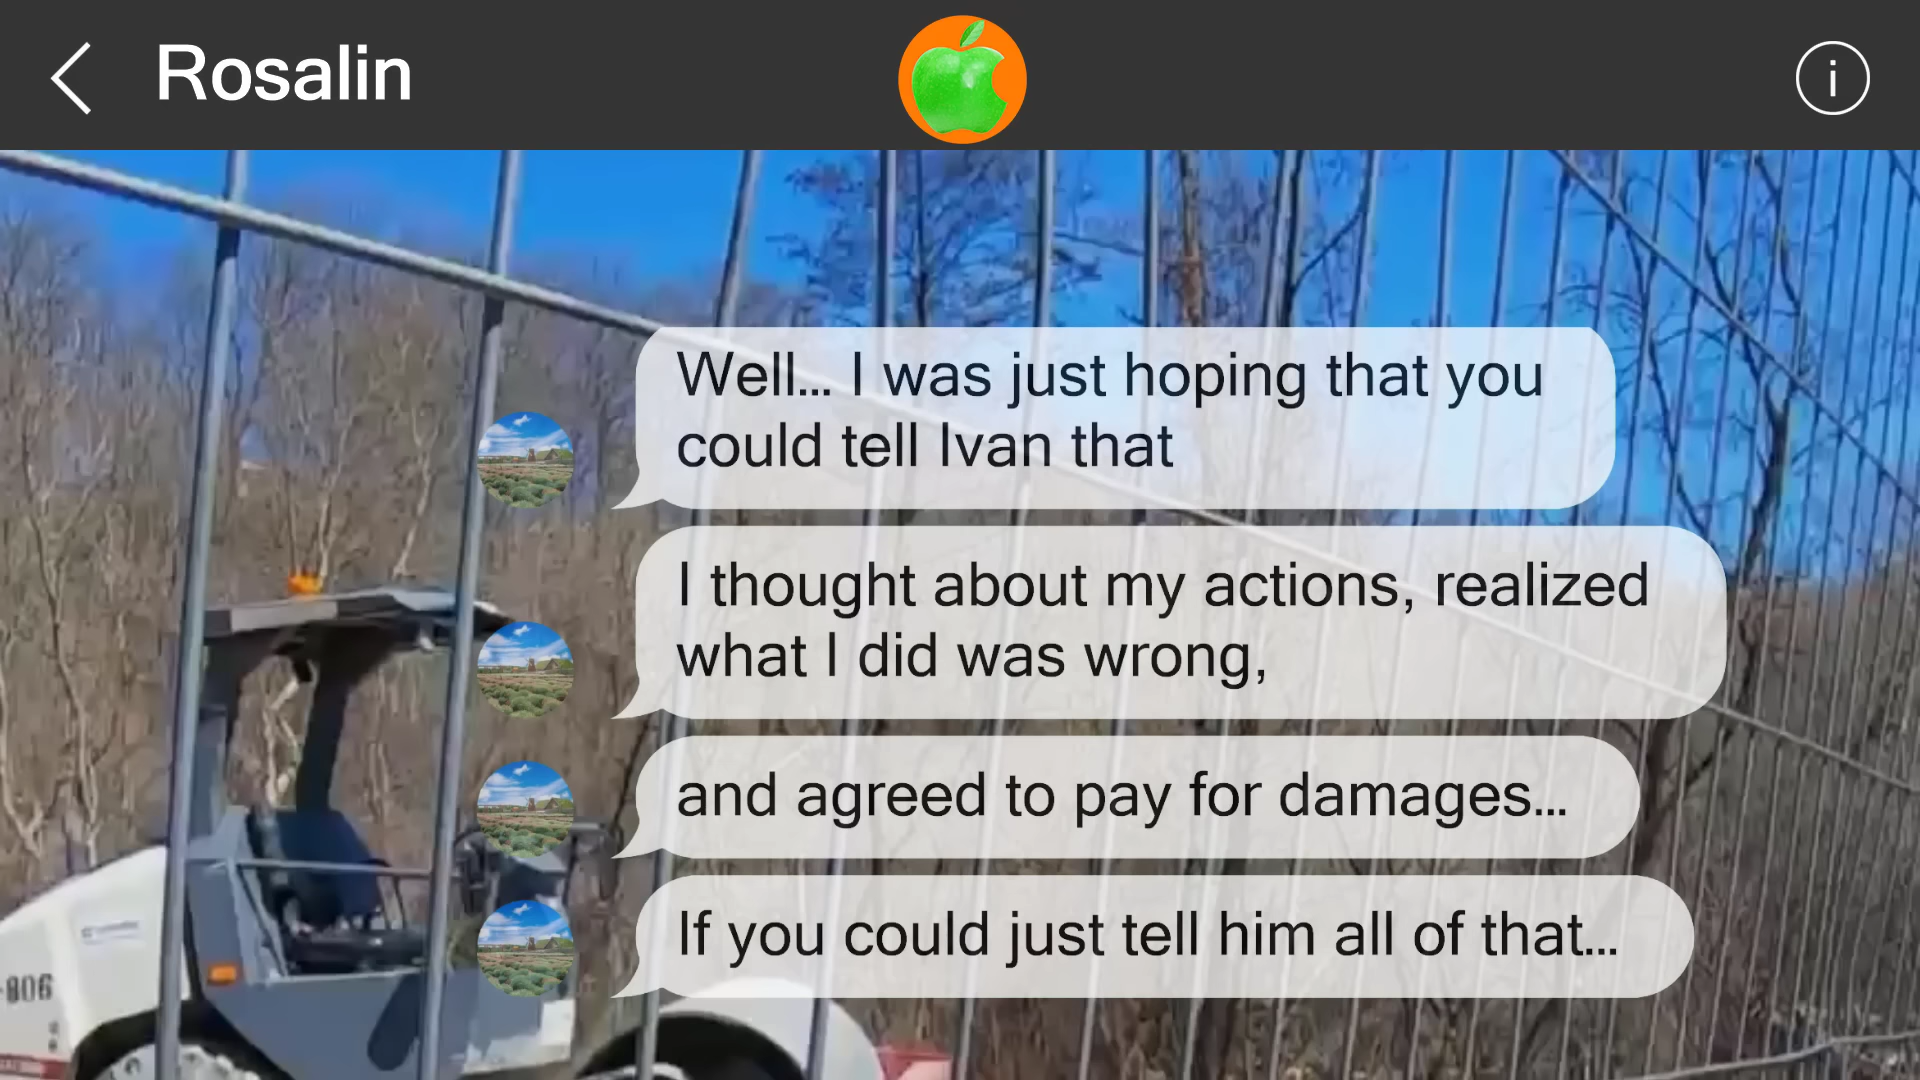 Rosalin
Well... I was just hoping that you
could tell Ivan that
I thought about my actions, realized
what I did was wrong,
and agreed to pay for damages...
If you could just tell him all of that...
-806